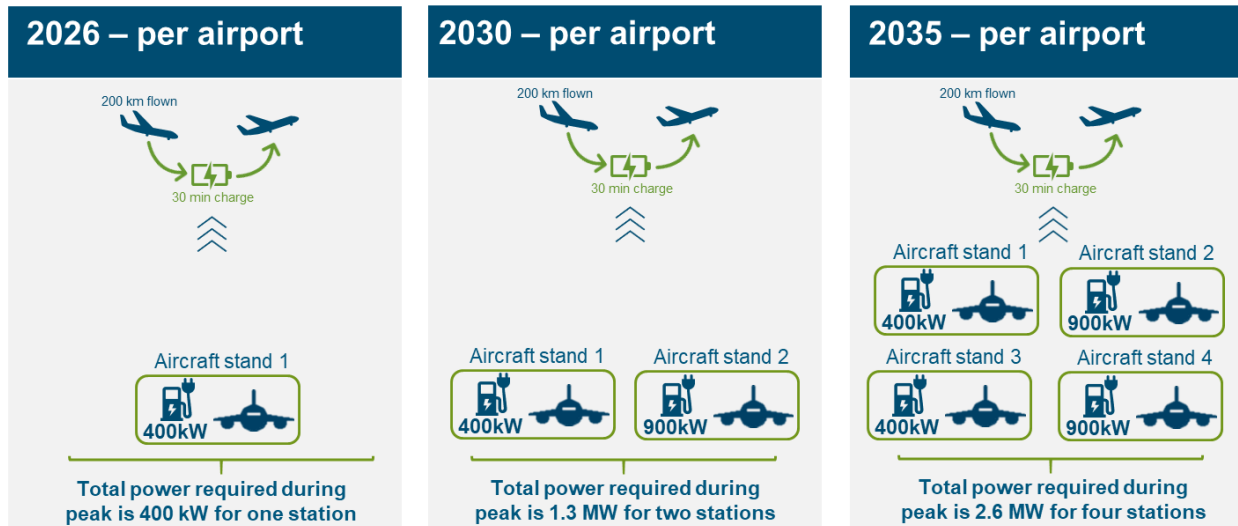 2026 – per airport
200 km flown
30 min charge
Aircraft stand 1
400kW
Total power required during
peak is 400 kW for one station
2030 – per airport
200 km flown
30 min charge
Aircraft stand 1
Aircraft stand 2
400kW
900kW
Total power required during
peak is 1.3 MW for two stations
2035 – per airport
200 km flown
30 min charge
Aircraft stand 1
Aircraft stand 2
400kW
900kW
Aircraft stand 3
Aircraft stand 4
400kW
900kW
Total power required during
peak is 2.6 MW for four stations